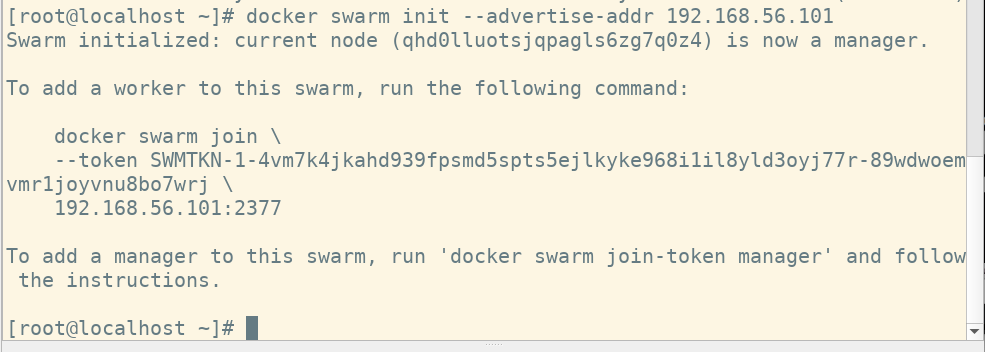 [root@localhost ~]# docker swarm init --advertise-addr 192.168.56.101
Swarm initialized: current node (qhd0lluotsjqpagls6zg7q0z4) is now a manager.
To add a worker to this swarm, run the following command:
docker swarm join \
--token SWMTKN-1-4vm7k4jkahd939fpsmd5spts5ejlkyke968i1il8yld3oyj77r-89wdwoem
vmr1joyvnu8bo7wrj \
192.168.56.101:2377
To add a manager to this swarm, run 'docker swarm join-token manager' and follow
the instructions.
[root@localhost ~]#